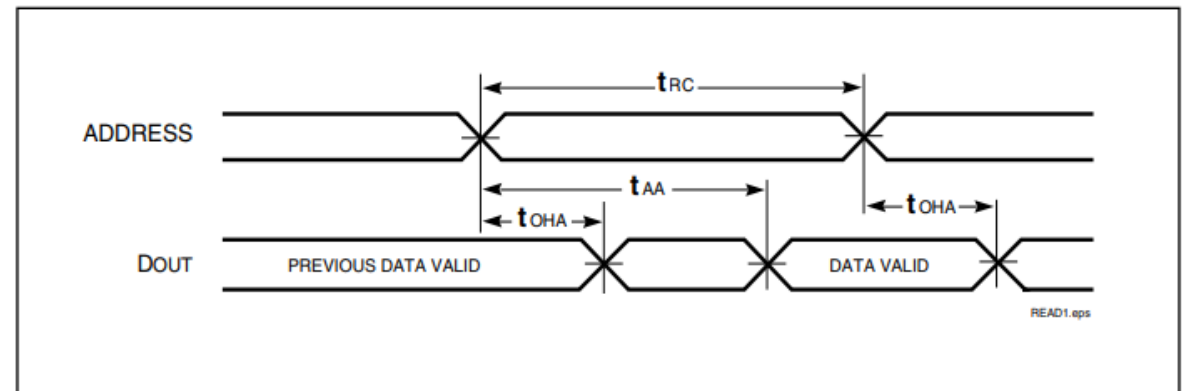 tRC
ADDRESS
tAA
tOHA
tOHA
DOUT
PREVIOUS DATA VALID
DATA VALID
READ1.eps